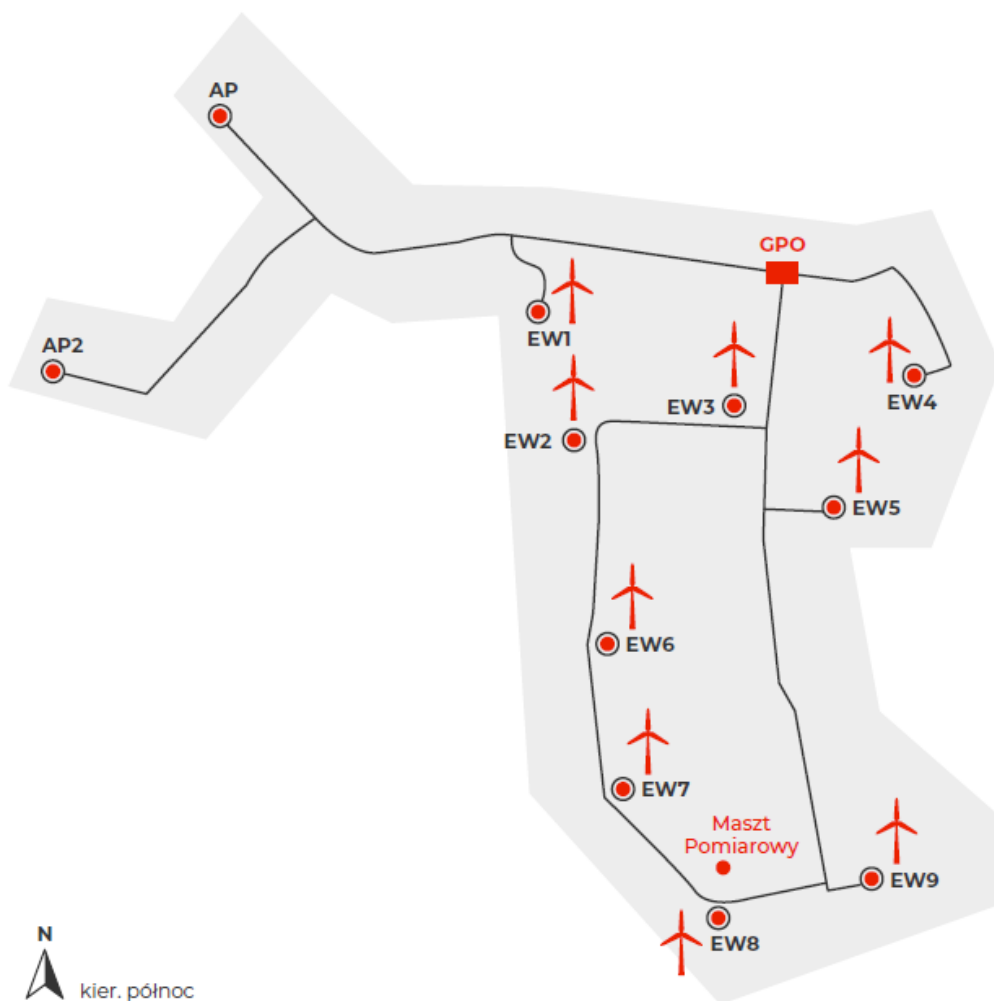 AP
GPO
EW1
AP2
EW4
EW3
EW2
EW5
EW6
EW7
Maszt
Pomiarowy
EW9
EW8
N
kier. północ